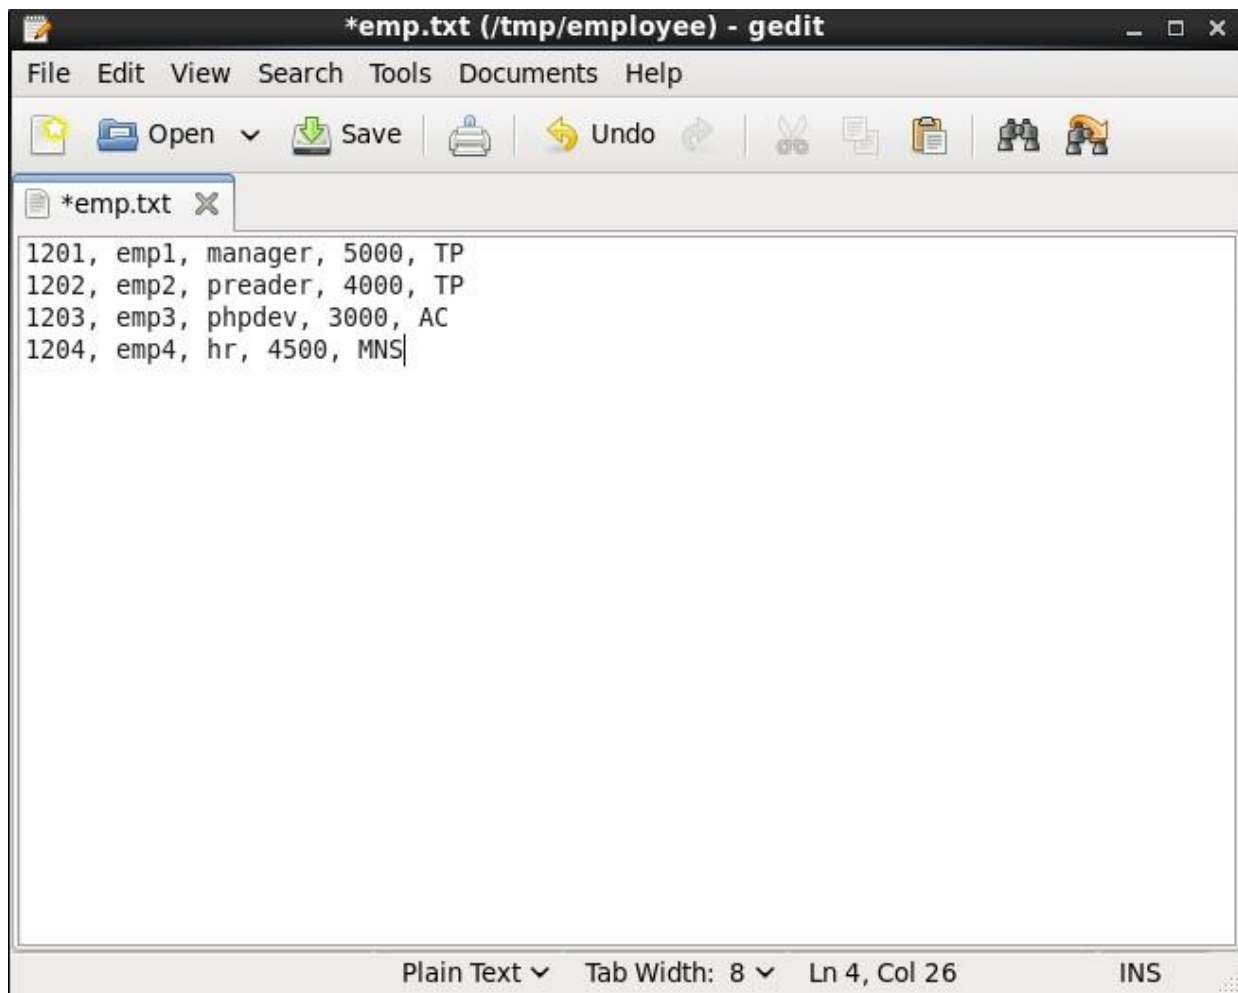 *emp.txt (/tmp/employee) - gedit
File Edit View Search Tools Documents Help
Open Save Undo
*emp.txt
1201, emp1, manager, 5000, TP
1202, emp2, preader, 4000, TP
1203, emp3, phpdev, 3000, AC
1204, emp4, hr, 4500, MNS
Plain Text Tab Width: 8 Ln 4, Col 26 INS